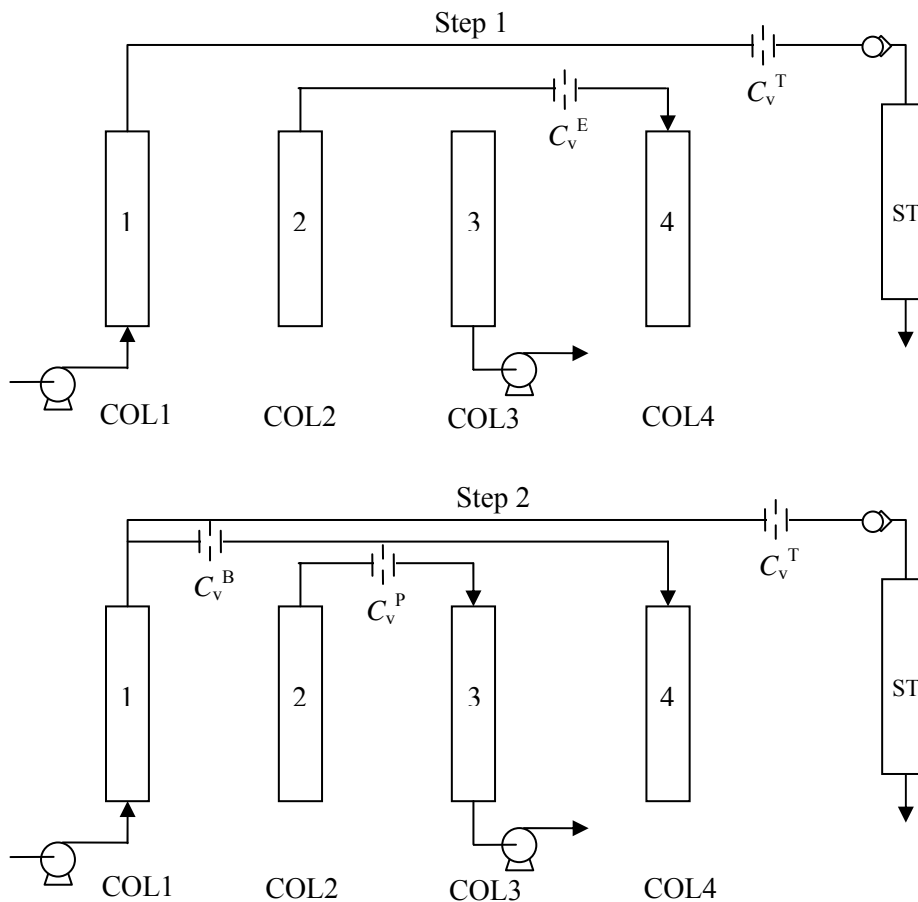 Step 1
C_v^T
C_v^E
1 2 3 4 ST
COL1 COL2 COL3 COL4
Step 2
C_v^B C_v^P C_v^T
1 2 3 4 ST
COL1 COL2 COL3 COL4